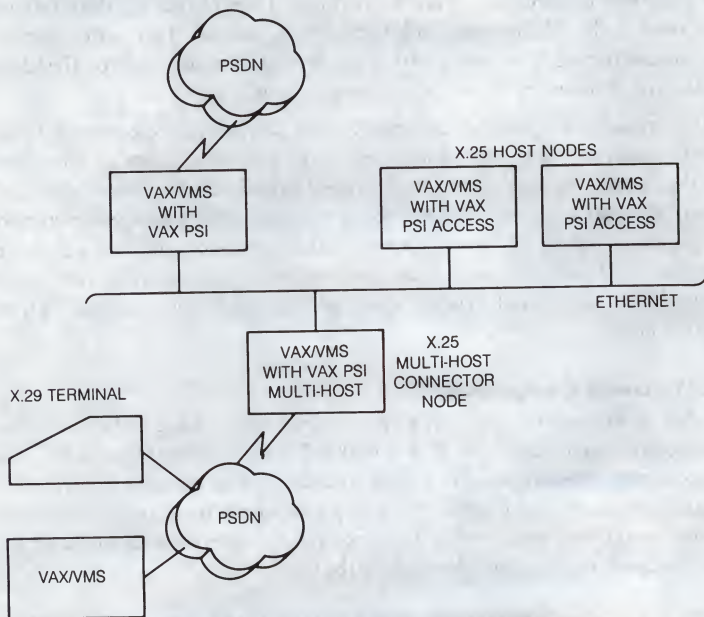 PSDN
X.25 HOST NODES
VAX/VMS
WITH
VAX PSI
VAX/VMS
WITH VAX
PSI ACCESS
VAX/VMS
WITH VAX
PSI ACCESS
ETHERNET
VAX/VMS
WITH VAX PSI
MULTI-HOST
X.25
MULTI-HOST
CONNECTOR
NODE
X.29 TERMINAL
PSDN
VAX/VMS